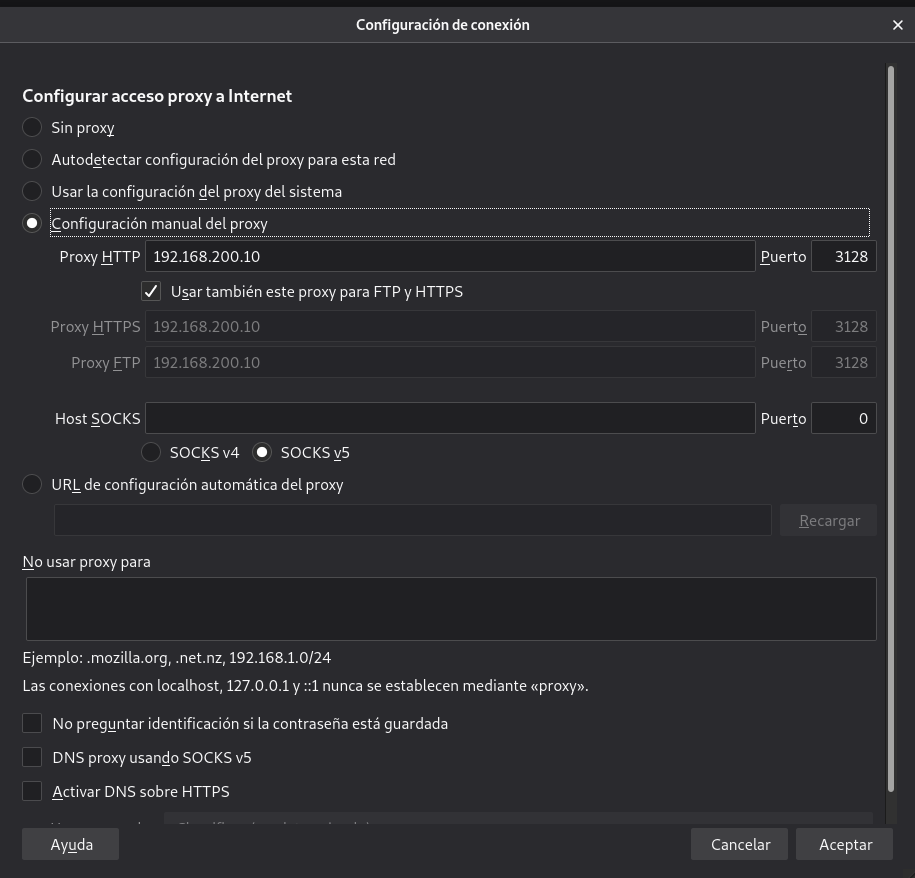 Configuración de conexión
Configurar acceso proxy a Internet
Sin proxy
Autodetectar configuración del proxy para esta red
Usar la configuración del proxy del sistema
Configuración manual del proxy
Proxy HTTP 192.168.200.10 Puerto 3128
Usar también este proxy para FTP y HTTPS
Proxy HTTPS 192.168.200.10 Puerto 3128
Proxy FTP 192.168.200.10 Puerto 3128
Host SOCKS Puerto 0
SOCKS v4 SOCKS v5
URL de configuración automática del proxy
Recargar
No usar proxy para
Ejemplo: .mozilla.org, .net.nz, 192.168.1.0/24
Las conexiones con localhost, 127.0.0.1 y ::1 nunca se establecen mediante «proxy».
No preguntar identificación si la contraseña está guardada
DNS proxy usando SOCKS v5
Activar DNS sobre HTTPS
Ayuda Cancelar Aceptar